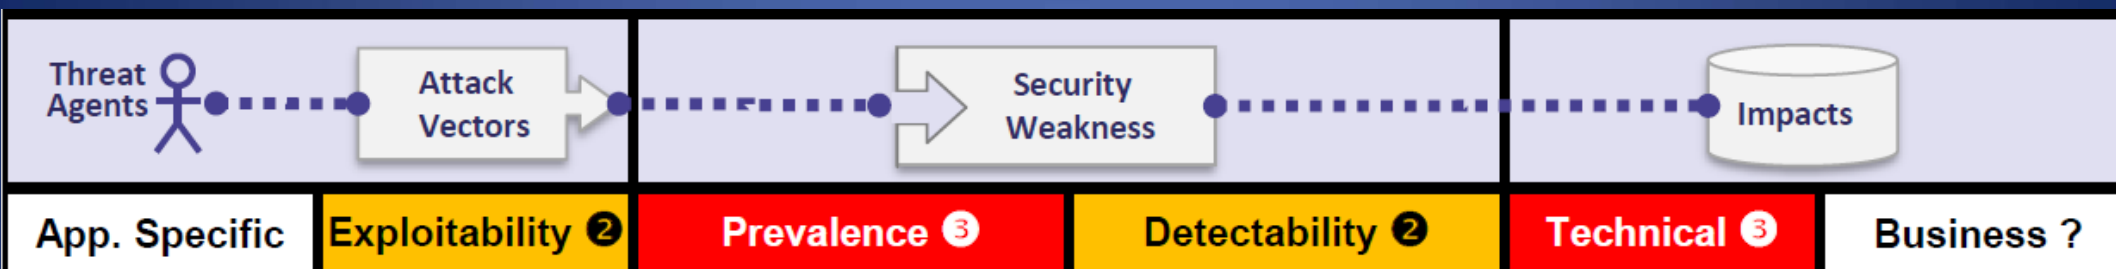 Threat
Agents
Attack
Vectors
Security
Weakness
Impacts
App. Specific
Exploitability ❷
Prevalence ❸
Detectability ❷
Technical ❸
Business ?